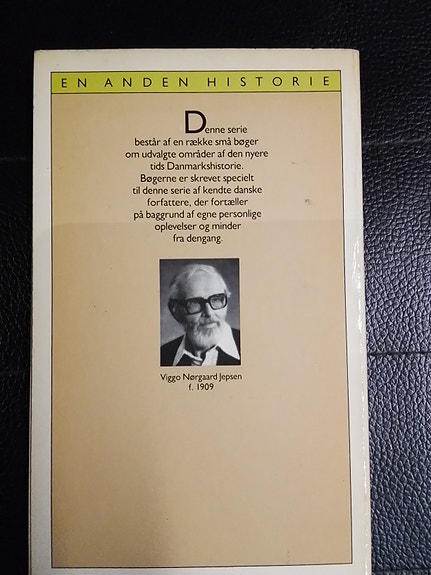 EN ANDEN HISTORIE
Denne serie
består af en række små bøger
om udvalgte områder af den nyere
tids Danmarkshistorie.
Bøgerne er skrevet specielt
til denne serie af kendte danske
forfattere, der fortæller
på baggrund af egne personlige
oplevelser og minder
fra dengang.
Viggo Nørgaard Jepsen
f. 1909